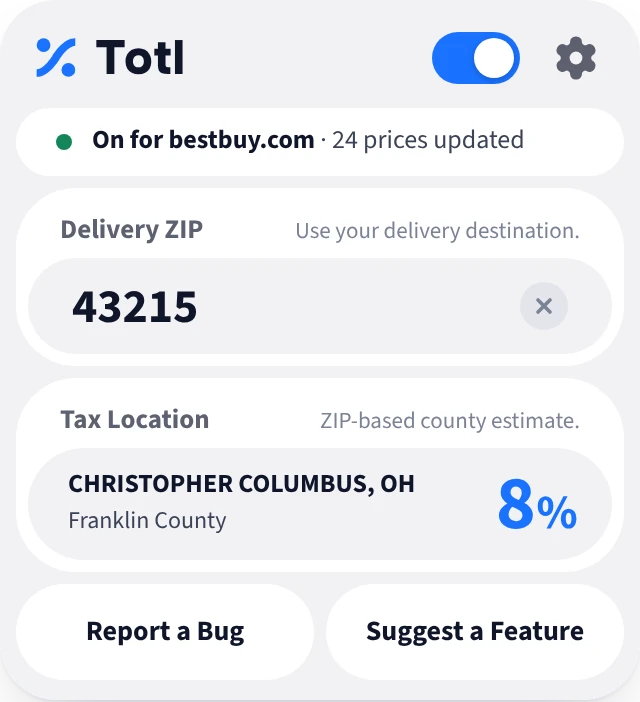 Totl
On for bestbuy.com · 24 prices updated
Delivery ZIP
Use your delivery destination.
43215
Tax Location
ZIP-based county estimate.
CHRISTOPHER COLUMBUS, OH
Franklin County
8%
Report a Bug
Suggest a Feature